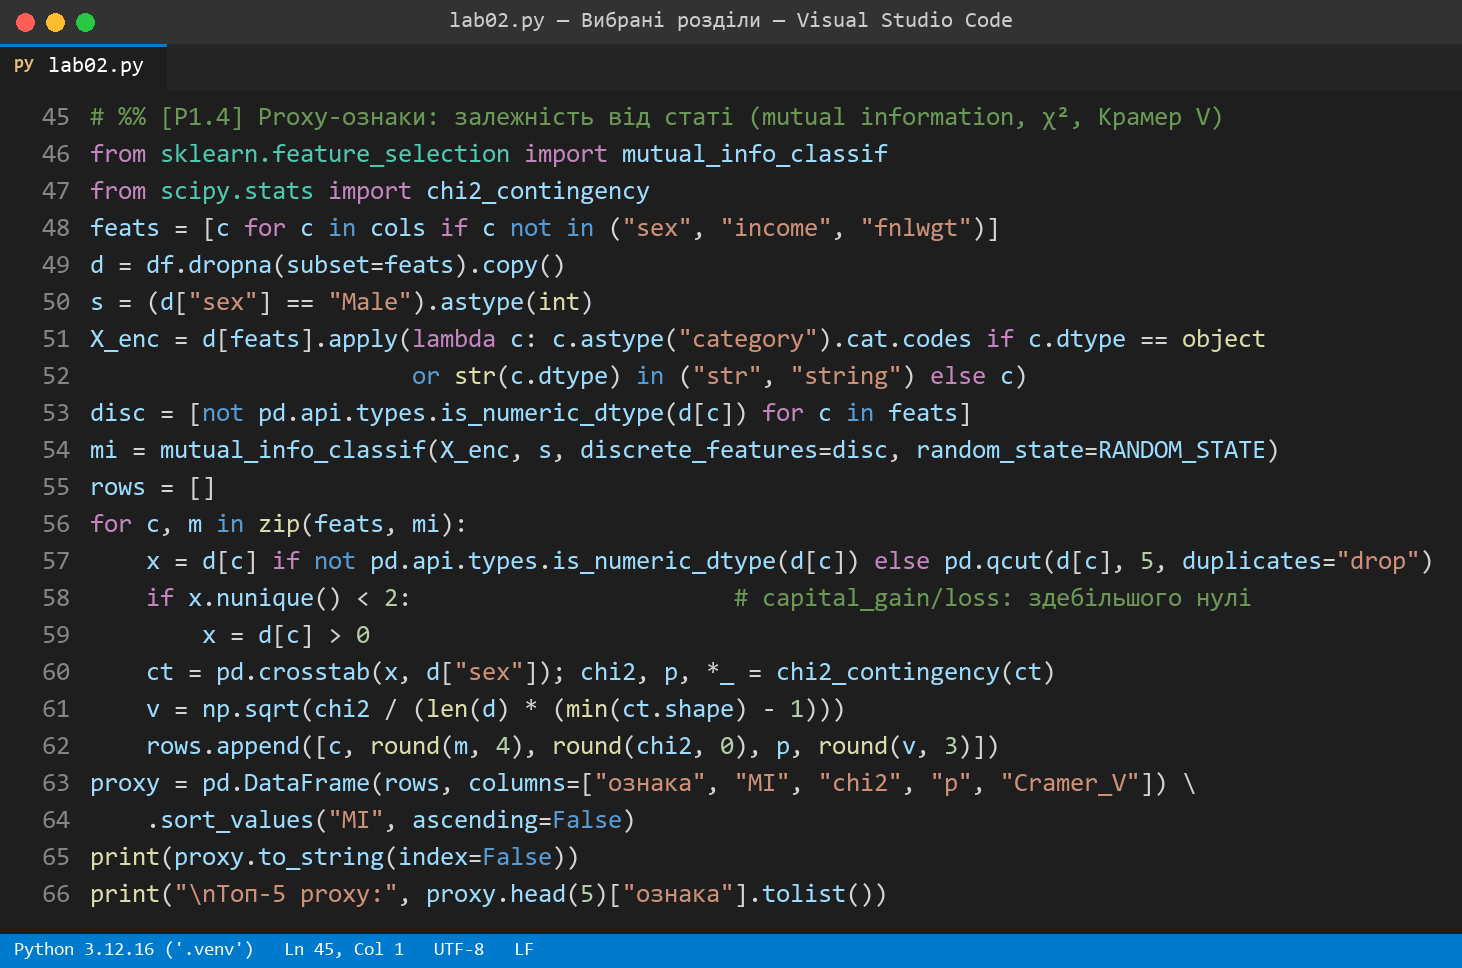 lab02.py — Вибрані розділи — Visual Studio Code
py lab02.py
45 # %% [P1.4] Proxy-ознаки: залежність від статі (mutual information, χ², Крамер V)
46 from sklearn.feature_selection import mutual_info_classif
47 from scipy.stats import chi2_contingency
48 feats = [c for c in cols if c not in ("sex", "income", "fnlwgt")]
49 d = df.dropna(subset=feats).copy()
50 s = (d["sex"] == "Male").astype(int)
51 X_enc = d[feats].apply(lambda c: c.astype("category").cat.codes if c.dtype == object
52                        or str(c.dtype) in ("str", "string") else c)
53 disc = [not pd.api.types.is_numeric_dtype(d[c]) for c in feats]
54 mi = mutual_info_classif(X_enc, s, discrete_features=disc, random_state=RANDOM_STATE)
55 rows = []
56 for c, m in zip(feats, mi):
57     x = d[c] if not pd.api.types.is_numeric_dtype(d[c]) else pd.qcut(d[c], 5, duplicates="drop")
58     if x.nunique() < 2:                       # capital_gain/loss: здебільшого нулі
59         x = d[c] > 0
60     ct = pd.crosstab(x, d["sex"]); chi2, p, *_ = chi2_contingency(ct)
61     v = np.sqrt(chi2 / (len(d) * (min(ct.shape) - 1)))
62     rows.append([c, round(m, 4), round(chi2, 0), p, round(v, 3)])
63 proxy = pd.DataFrame(rows, columns=["ознака", "MI", "chi2", "p", "Cramer_V"]) \
64     .sort_values("MI", ascending=False)
65 print(proxy.to_string(index=False))
66 print("\nТоп-5 proxy:", proxy.head(5)["ознака"].tolist())
Python 3.12.16 ('.venv') Ln 45, Col 1 UTF-8 LF